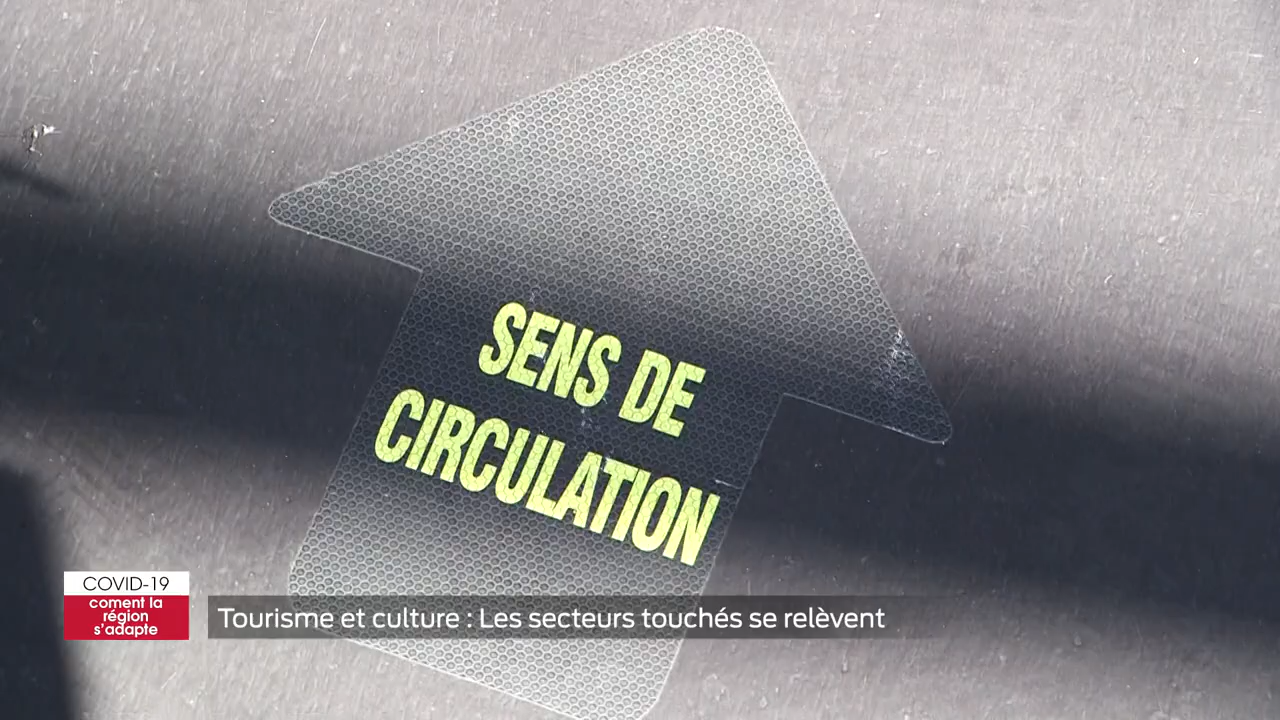 SENS DE
CIRCULATION
COVID-19
coment la
région
s'adapte
Tourisme et culture : Les secteurs touchés se relèvent